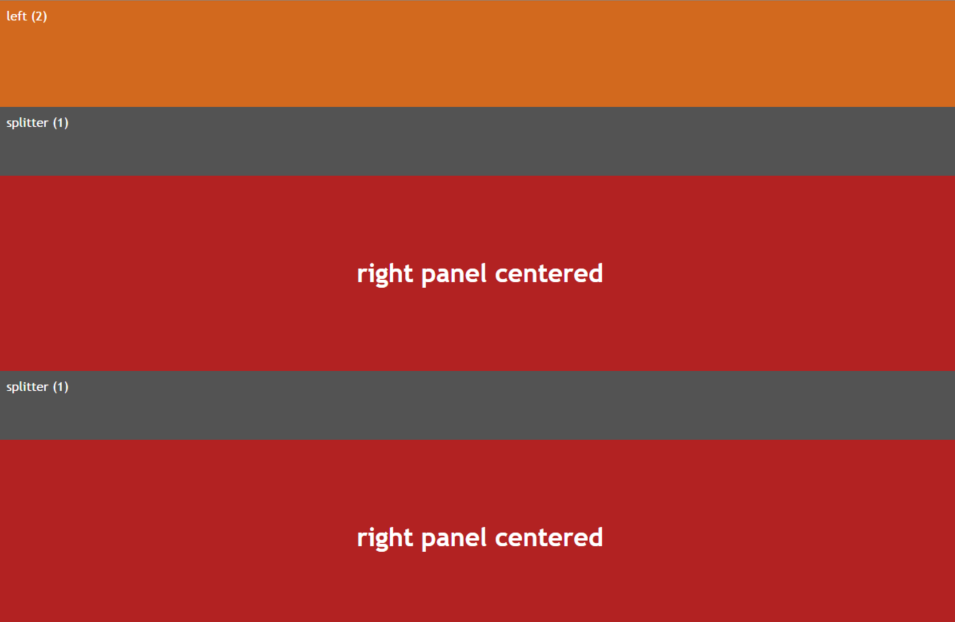 left (2)
splitter (1)
right panel centered
splitter (1)
right panel centered